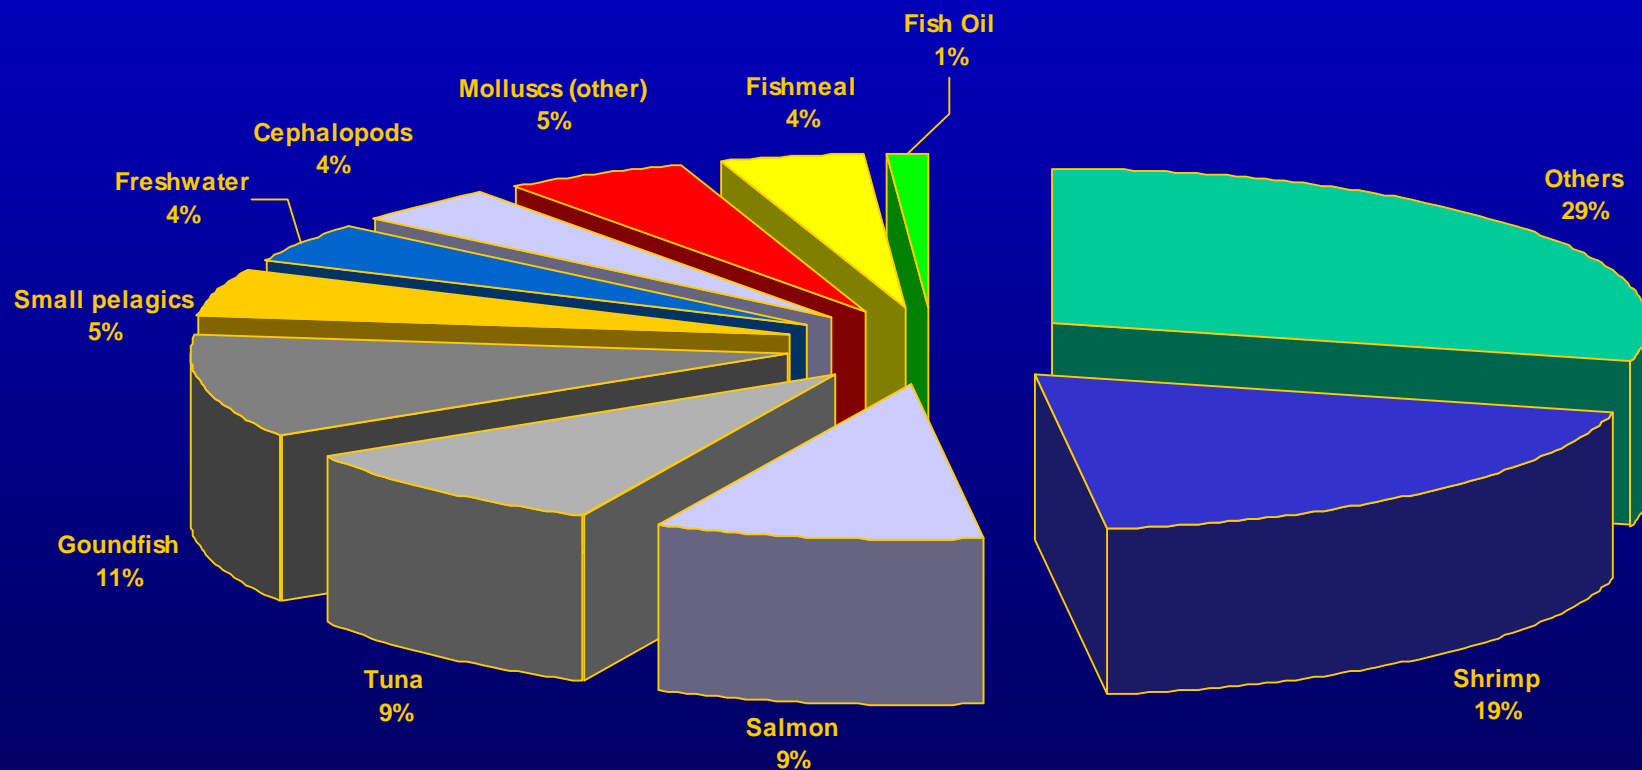 Fish Oil
1%
Fishmeal
4%
Molluscs (other)
5%
Cephalopods
4%
Freshwater
4%
Small pelagics
5%
Goundfish
11%
Tuna
9%
Salmon
9%
Shrimp
19%
Others
29%